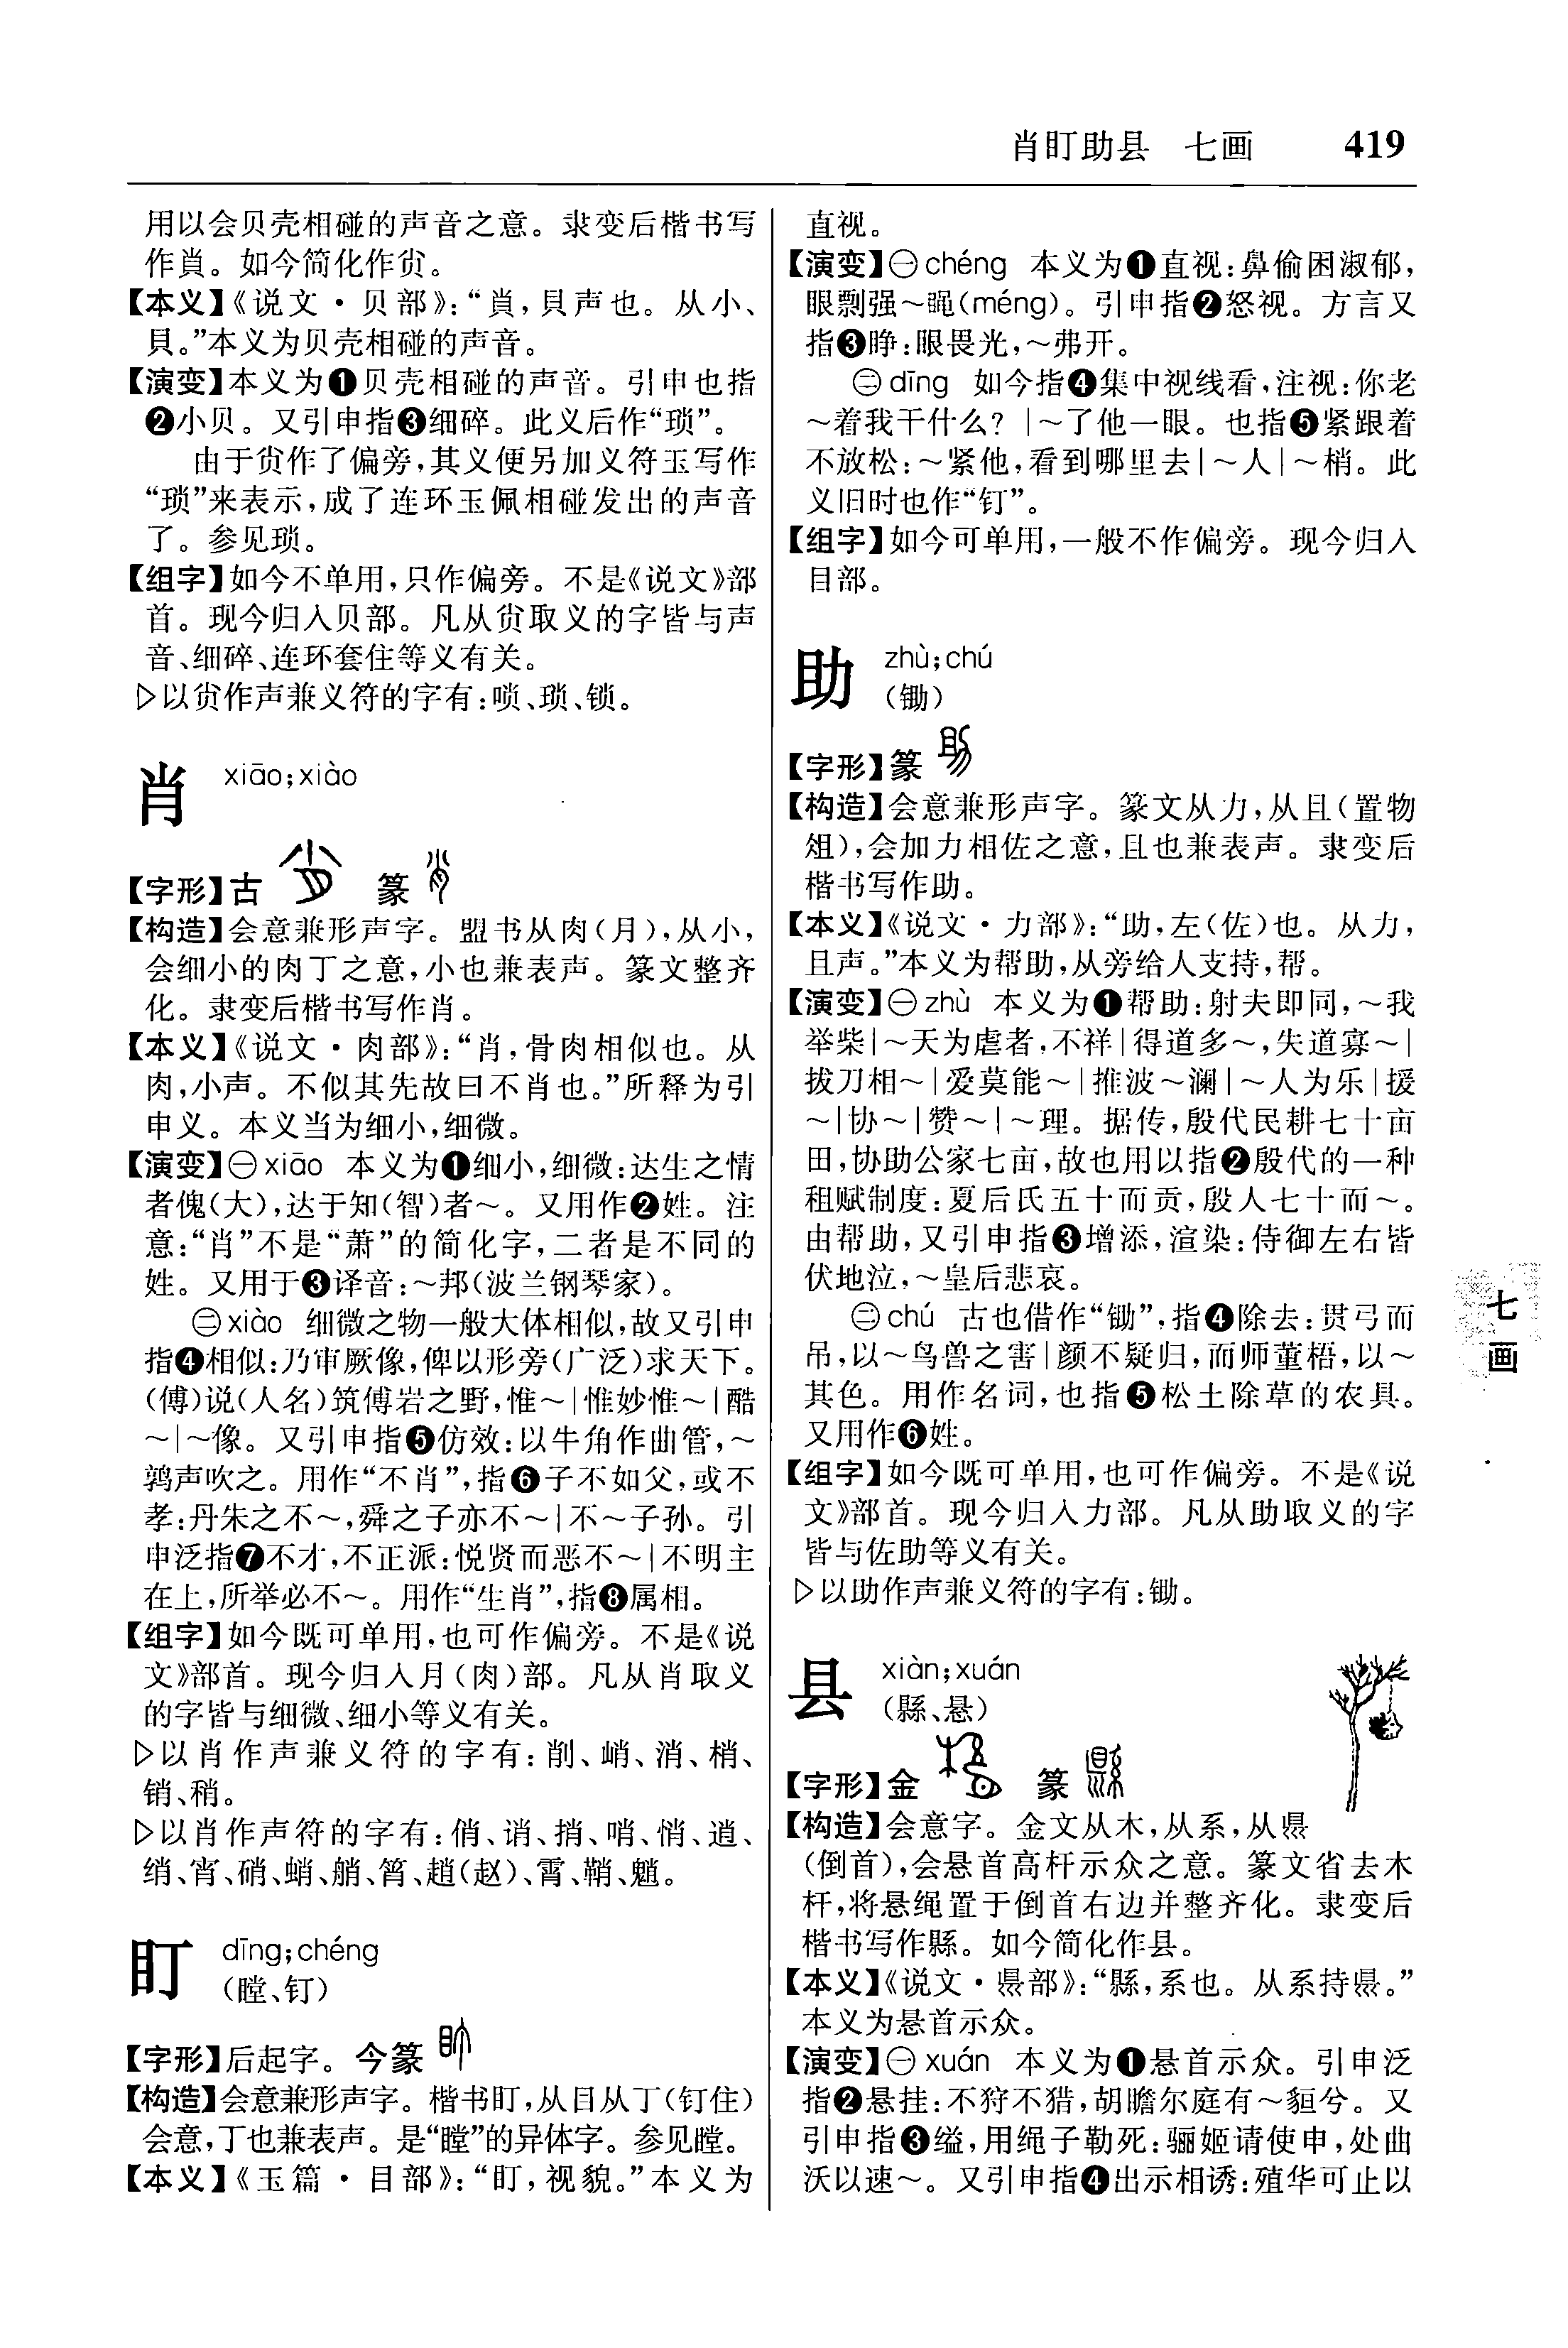 肖盯助县　七画　419
用以会贝壳相碰的声音之意。隶变后楷书写
作貟。如今简化作贠。
【本义】《说文·贝部》：“𧴪，貝声也。从小、
貝。”本义为贝壳相碰的声音。
【演变】本义为❶贝壳相碰的声音。引申也指
❷小贝。又引申指❸细碎。此义后作“琐”。
由于𧴪作了偏旁，其义便另加义符玉写作
“琐”来表示，成了连环玉佩相碰发出的声音
了。参见琐。
【组字】如今不单用，只作偏旁。不是《说文》部
首。现今归入贝部。凡从𧴪取义的字皆与声
音、细碎、连环套住等义有关。
▷以𧴪作声兼义符的字有：唢、琐、锁。
肖　xiāo；xiào
【字形】古　篆
【构造】会意兼形声字。盟书从肉（月），从小，
会细小的肉丁之意，小也兼表声。篆文整齐
化。隶变后楷书写作肖。
【本义】《说文·肉部》：“肖，骨肉相似也。从
肉，小声。不似其先故曰不肖也。”所释为引
申义。本义当为细小，细微。
【演变】㊀xiāo　本义为❶细小，细微：达生之情
者傀（大），达于知（智）者～。又用作❷姓。注
意：“肖”不是“萧”的简化字，二者是不同的
姓。又用于❸译音：～邦（波兰钢琴家）。
㊁xiào　细微之物一般大体相似，故又引申
指❹相似：乃审厥像，俾以形旁（广泛）求天下。
（傅）说（人名）筑傅岩之野，惟～|惟妙惟～|酷
～|～像。又引申指❺仿效：以牛角作曲管，～
鹑声吹之。用作“不肖”，指❻子不如父，或不
孝：丹朱之不～，舜之子亦不～|不～子孙。引
申泛指❼不才，不正派：悦贤而恶不～|不明主
在上，所举必不～。用作“生肖”，指❽属相。
【组字】如今既可单用，也可作偏旁。不是《说
文》部首。现今归入月（肉）部。凡从肖取义
的字皆与细微、细小等义有关。
▷以肖作声兼义符的字有：削、峭、消、梢、
销、稍。
▷以肖作声符的字有：俏、诮、捎、哨、悄、逍、
绡、宵、硝、蛸、艄、筲、趙（赵）、霄、鞘、魈。
盯　dīng；chéng
（瞠、钉）
【字形】后起字。今篆
【构造】会意兼形声字。楷书盯，从目从丁（钉住）
会意，丁也兼表声。是“瞠”的异体字。参见瞠。
【本义】《玉篇·目部》：“盯，视貌。”本义为
直视。
【演变】㊀chéng　本义为❶直视：鼻偷困淑郁，
眼剽强～𥆧（méng）。引申指❷怒视。方言又
指❸睁：眼畏光，～弗开。
㊁dīng　如今指❹集中视线看，注视：你老
～着我干什么？|～了他一眼。也指❺紧跟着
不放松：～紧他，看到哪里去|～人|～梢。此
义旧时也作“钉”。
【组字】如今可单用，一般不作偏旁。现今归入
目部。
助　zhù；chú
（锄）
【字形】篆
【构造】会意兼形声字。篆文从力，从且（置物
俎），会加力相佐之意，且也兼表声。隶变后
楷书写作助。
【本义】《说文·力部》：“助，左（佐）也。从力，
且声。”本义为帮助，从旁给人支持，帮。
【演变】㊀zhù　本义为❶帮助：射夫即同，～我
举柴|～天为虐者，不祥|得道多～，失道寡～|
拔刀相～|爱莫能～|推波～澜|～人为乐|援
～|协～|赞～|～理。据传，殷代民耕七十亩
田，协助公家七亩，故也用以指❷殷代的一种
租赋制度：夏后氏五十而贡，殷人七十而～。
由帮助，又引申指❸增添，渲染：侍御左右皆
伏地泣，～皇后悲哀。
㊁chú　古也借作“锄”，指❹除去：贯弓而
吊，以～鸟兽之害|颜不疑归，而师董梧，以～
其色。用作名词，也指❺松土除草的农具。
又用作❻姓。
【组字】如今既可单用，也可作偏旁。不是《说
文》部首。现今归入力部。凡从助取义的字
皆与佐助等义有关。
▷以助作声兼义符的字有：锄。
县　xiàn；xuán
（縣、悬）
【字形】金　篆
【构造】会意字。金文从木，从系，从𥄉
（倒首），会悬首高杆示众之意。篆文省去木
杆，将悬绳置于倒首右边并整齐化。隶变后
楷书写作縣。如今简化作县。
【本义】《说文·𥄉部》：“縣，系也。从系持𥄉。”
本义为悬首示众。
【演变】㊀xuán　本义为❶悬首示众。引申泛
指❷悬挂：不狩不猎，胡瞻尔庭有～貆兮。又
引申指❸缢，用绳子勒死：骊姬请使申，处曲
沃以速～。又引申指❹出示相诱：殖华可止以
七
画